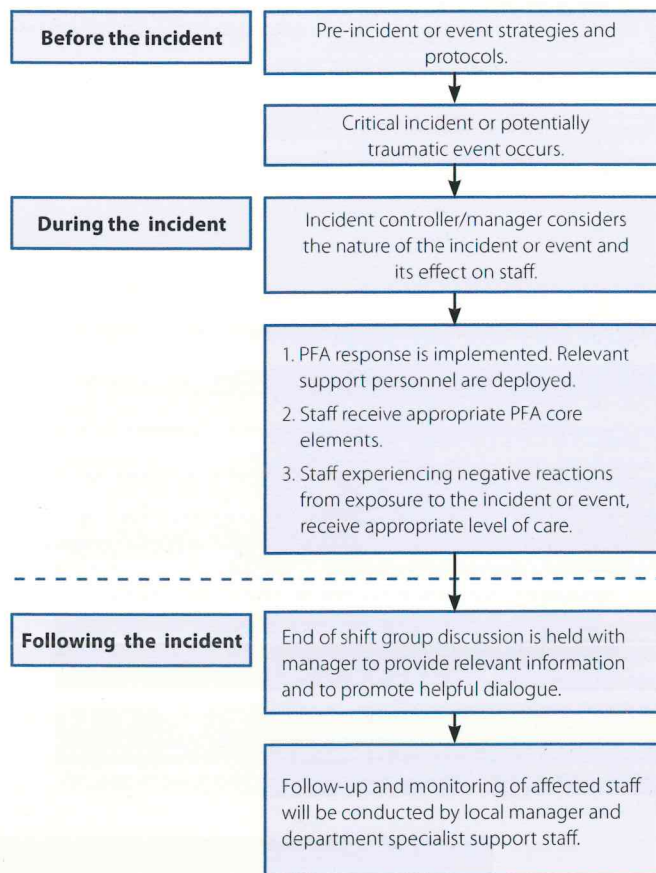 Before the incident
Pre-incident or event strategies and
protocols.
Critical incident or potentially
traumatic event occurs.
During the incident
Incident controller/manager considers
the nature of the incident or event and
its effect on staff.
1. PFA response is implemented. Relevant
support personnel are deployed.
2. Staff receive appropriate PFA core
elements.
3. Staff experiencing negative reactions
from exposure to the incident or event,
receive appropriate level of care.
Following the incident
End of shift group discussion is held with
manager to provide relevant information
and to promote helpful dialogue.
Follow-up and monitoring of affected staff
will be conducted by local manager and
department specialist support staff.